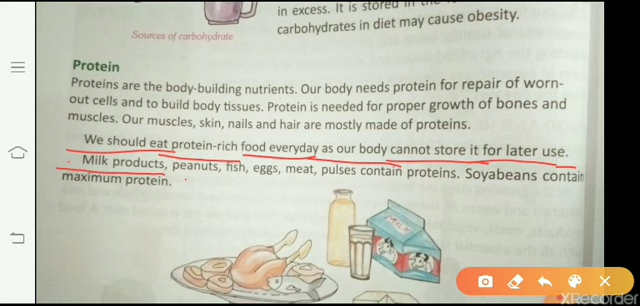 in excess. It is stored in the
carbohydrates in diet may cause obesity.
Sources of carbohydrate
Protein
Proteins are the body-building nutrients. Our body needs protein for repair of worn-
out cells and to build body tissues. Protein is needed for proper growth of bones and
muscles. Our muscles, skin, nails and hair are mostly made of proteins.
We should eat protein-rich food everyday as our body cannot store it for later use.
Milk products, peanuts, fish, eggs, meat, pulses contain proteins. Soyabeans contain
maximum protein.
MILK
XRecorder